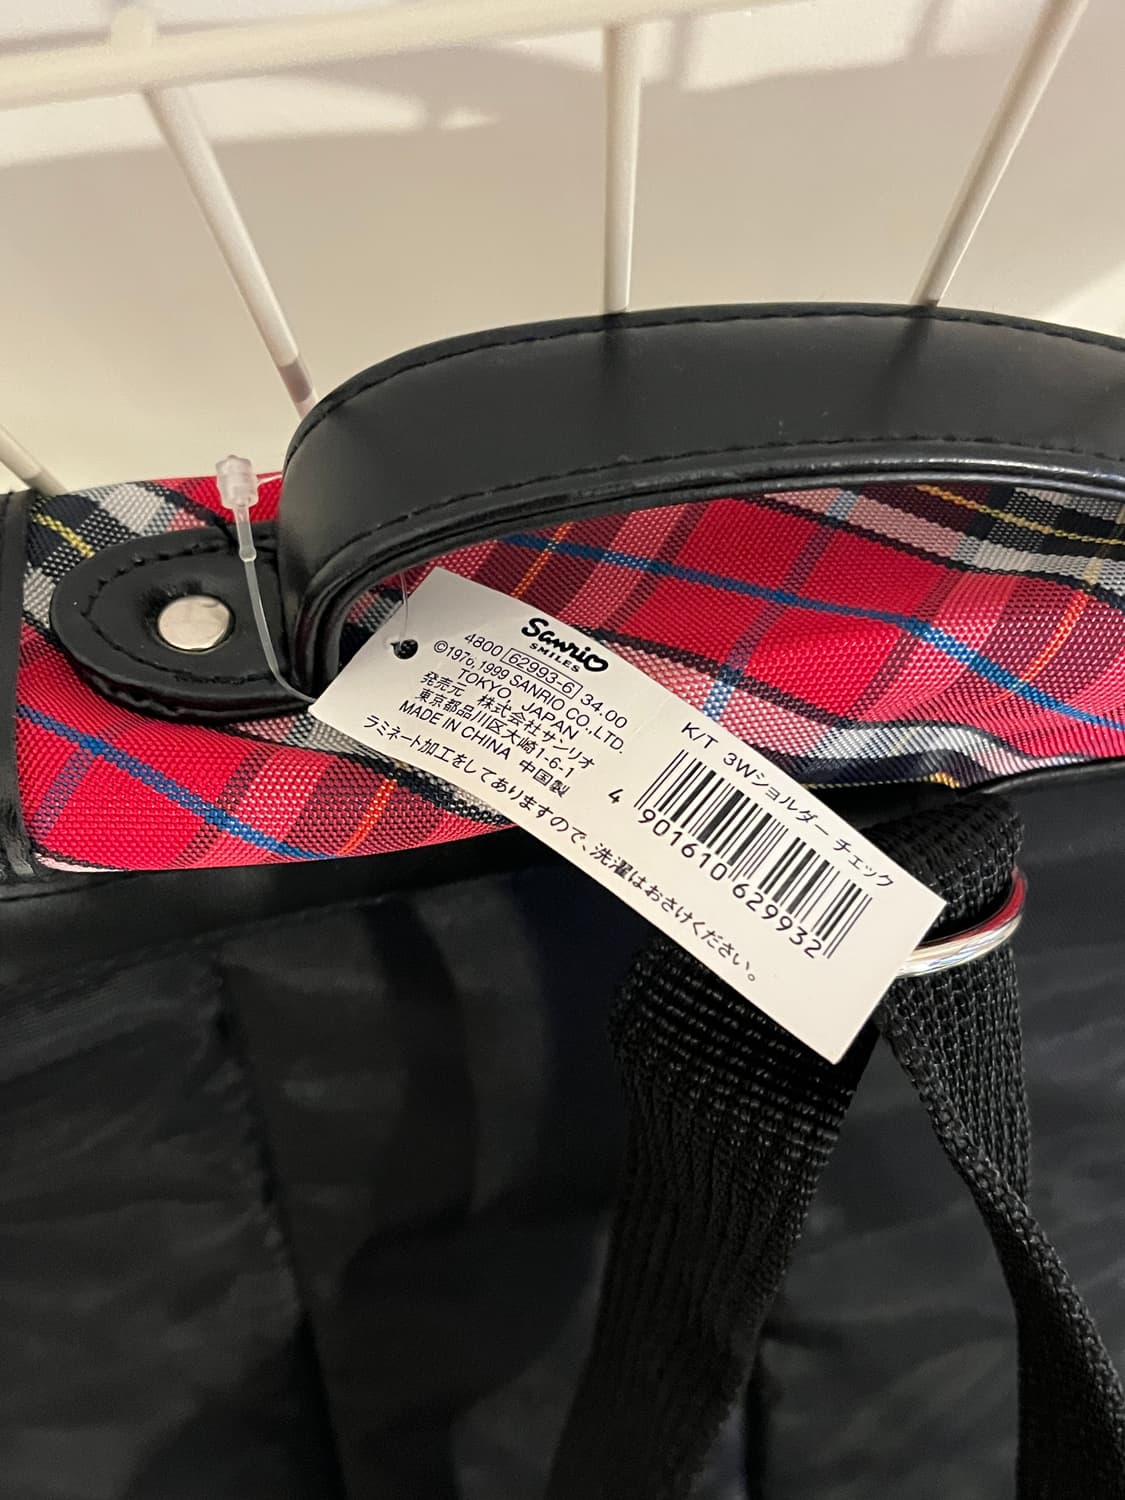 Sanrio
SMILES
4800 62993-6 34.00
©1976, 1999 SANRIO CO., LTD.
TOKYO, JAPAN
発売元 株式会社サンリオ
東京都品川区大崎1-6-1
MADE IN CHINA 中国製
ラミネート加工をしてありますので、洗濯はおさけください。
K/T 3Wショルダー チェック
4 901610 629932